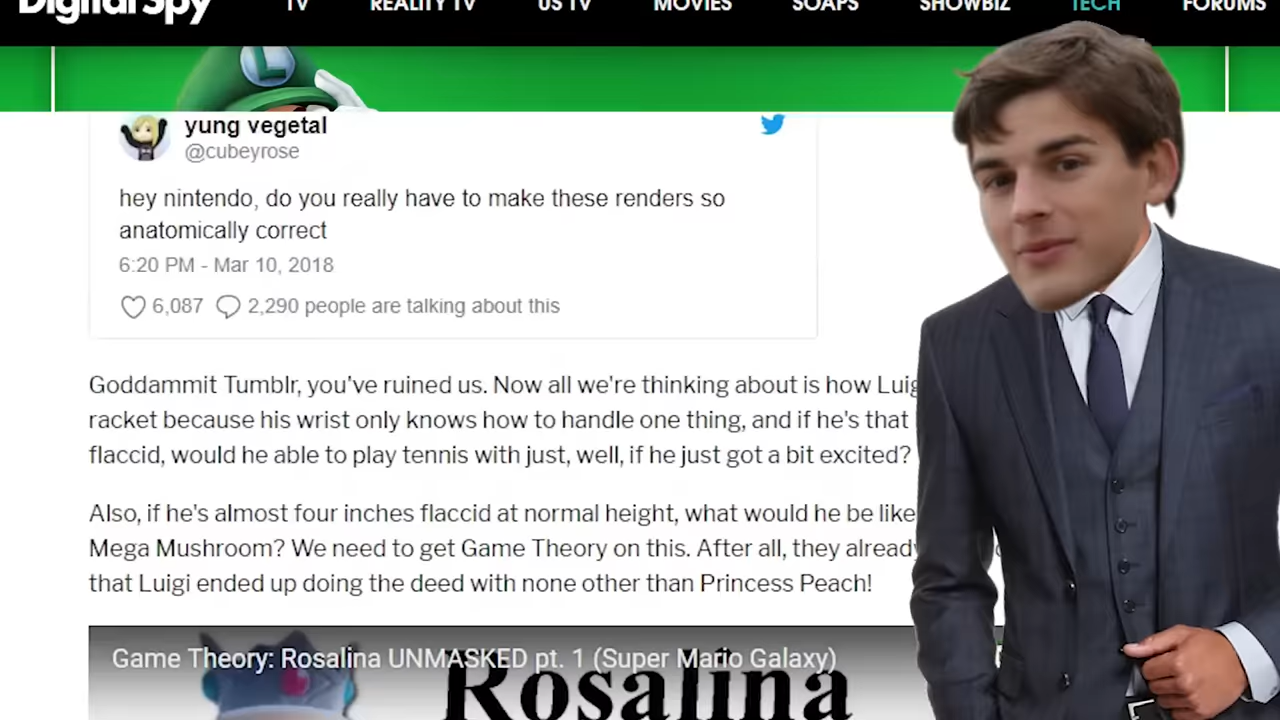 DigitalSpy
TV REALITY TV US TV MOVIES SOAPS SHOWBIZ TECH FORUMS
L
yung vegetal
@cubeyrose
hey nintendo, do you really have to make these renders so
anatomically correct
6:20 PM - Mar 10, 2018
6,087 2,290 people are talking about this
Goddammit Tumblr, you've ruined us. Now all we're thinking about is how Luig
racket because his wrist only knows how to handle one thing, and if he's that
flaccid, would he able to play tennis with just, well, if he just got a bit excited?
Also, if he's almost four inches flaccid at normal height, what would he be like
Mega Mushroom? We need to get Game Theory on this. After all, they already
that Luigi ended up doing the deed with none other than Princess Peach!
Game Theory: Rosalina UNMASKED pt. 1 (Super Mario Galaxy)
Rosalina